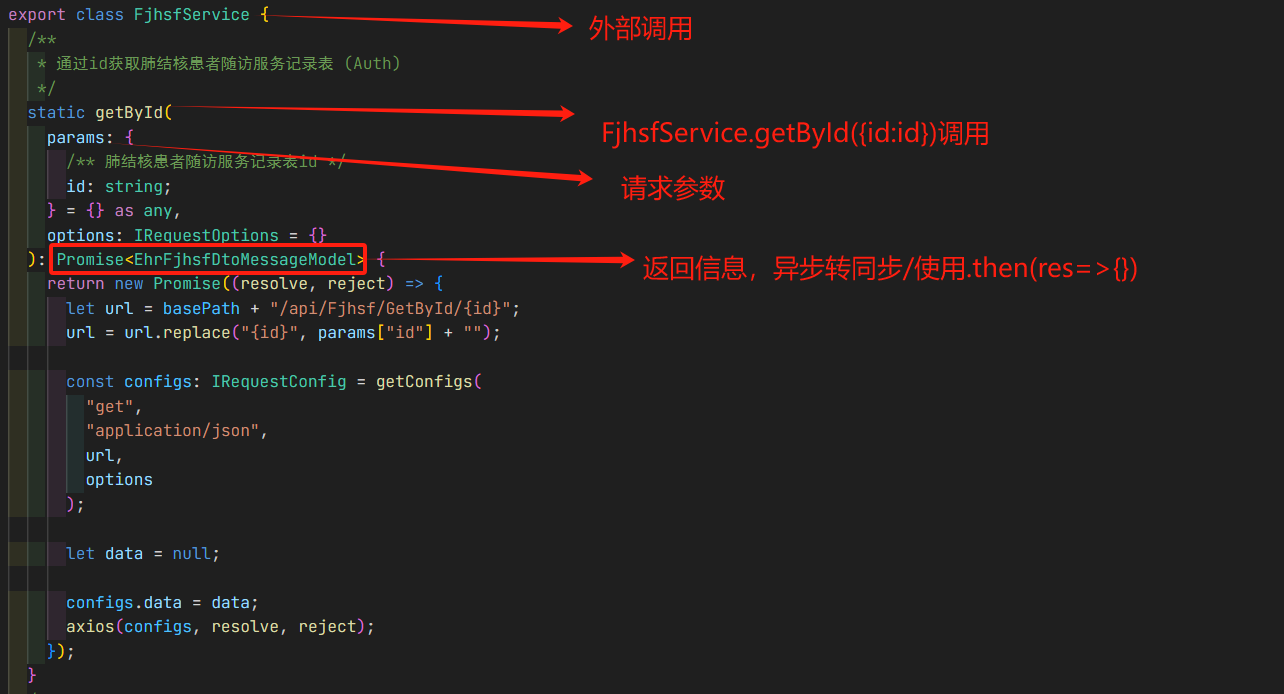 export class FjhsfService {
外部调用
/**
* 通过id获取肺结核患者随访服务记录表 (Auth)
*/
static getById(
FjhsfService.getById({id:id})调用
params: {
/** 肺结核患者随访服务记录表id */
请求参数
id: string;
} = {} as any,
options: IRequestOptions = {}
): Promise<EhrFjhsfDtoMessageModel> {
返回信息，异步转同步/使用.then(res=>{})
return new Promise((resolve, reject) => {
let url = basePath + "/api/Fjhsf/GetById/{id}";
url = url.replace("{id}", params["id"] + "");
const configs: IRequestConfig = getConfigs(
"get",
"application/json",
url,
options
);
let data = null;
configs.data = data;
axios(configs, resolve, reject);
});
}